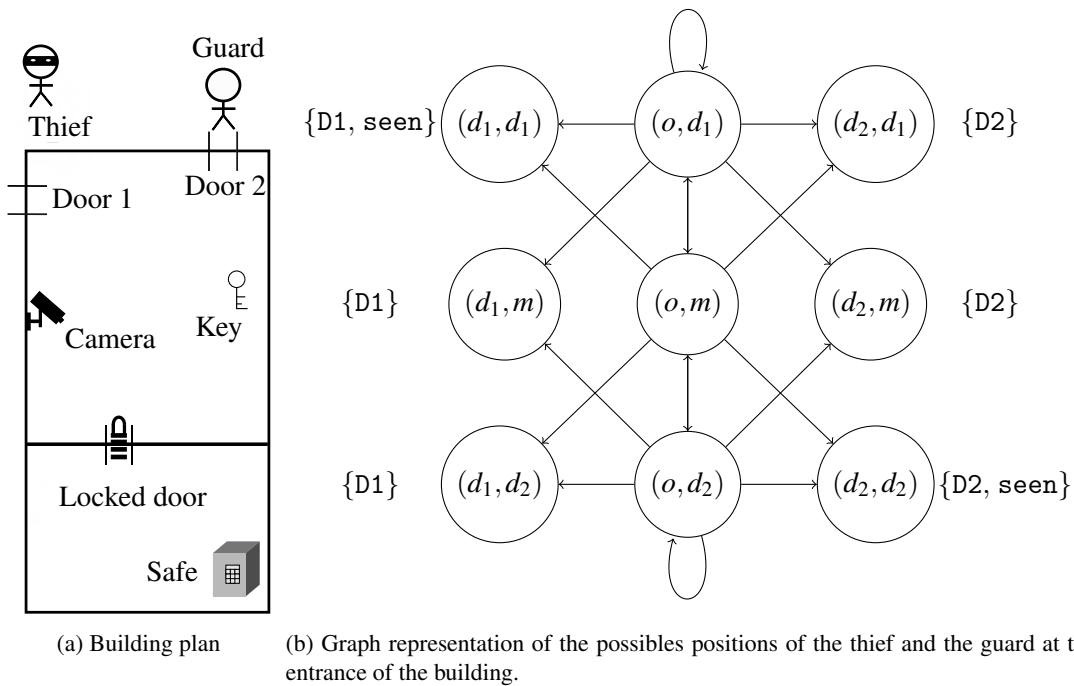 Guard
Thief
Door 2
Door 1
Key
Camera
Locked door
Safe
(a) Building plan
{D1, seen} (d₁, d₁) (o, d₁) (d₂, d₁) {D2}
{D1} (d₁, m) (o, m) (d₂, m) {D2}
{D1} (d₁, d₂) (o, d₂) (d₂, d₂) {D2, seen}
(b) Graph representation of the possibles positions of the thief and the guard at t
entrance of the building.